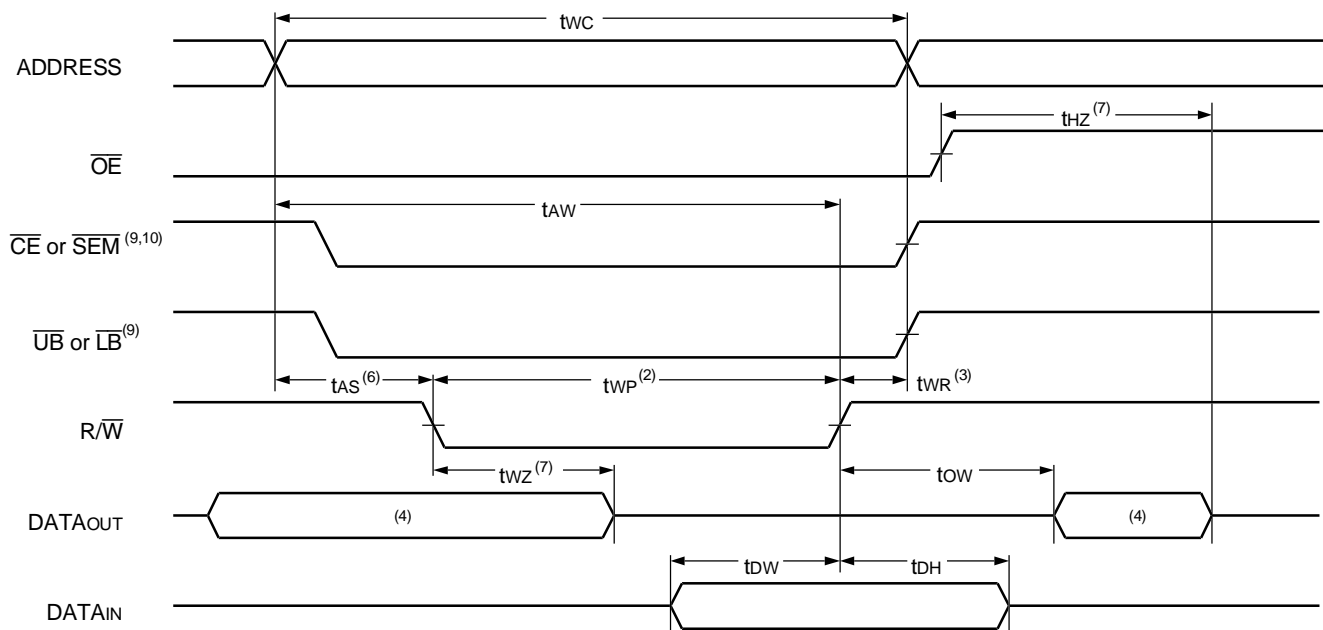 tWC
ADDRESS
tHZ (7)
OE
tAW
CE or SEM (9,10)
UB or LB (9)
tAS (6) tWP (2) tWR (3)
R/W
tWZ (7) tOW
DATAOUT (4) (4)
tDW tDH
DATAIN